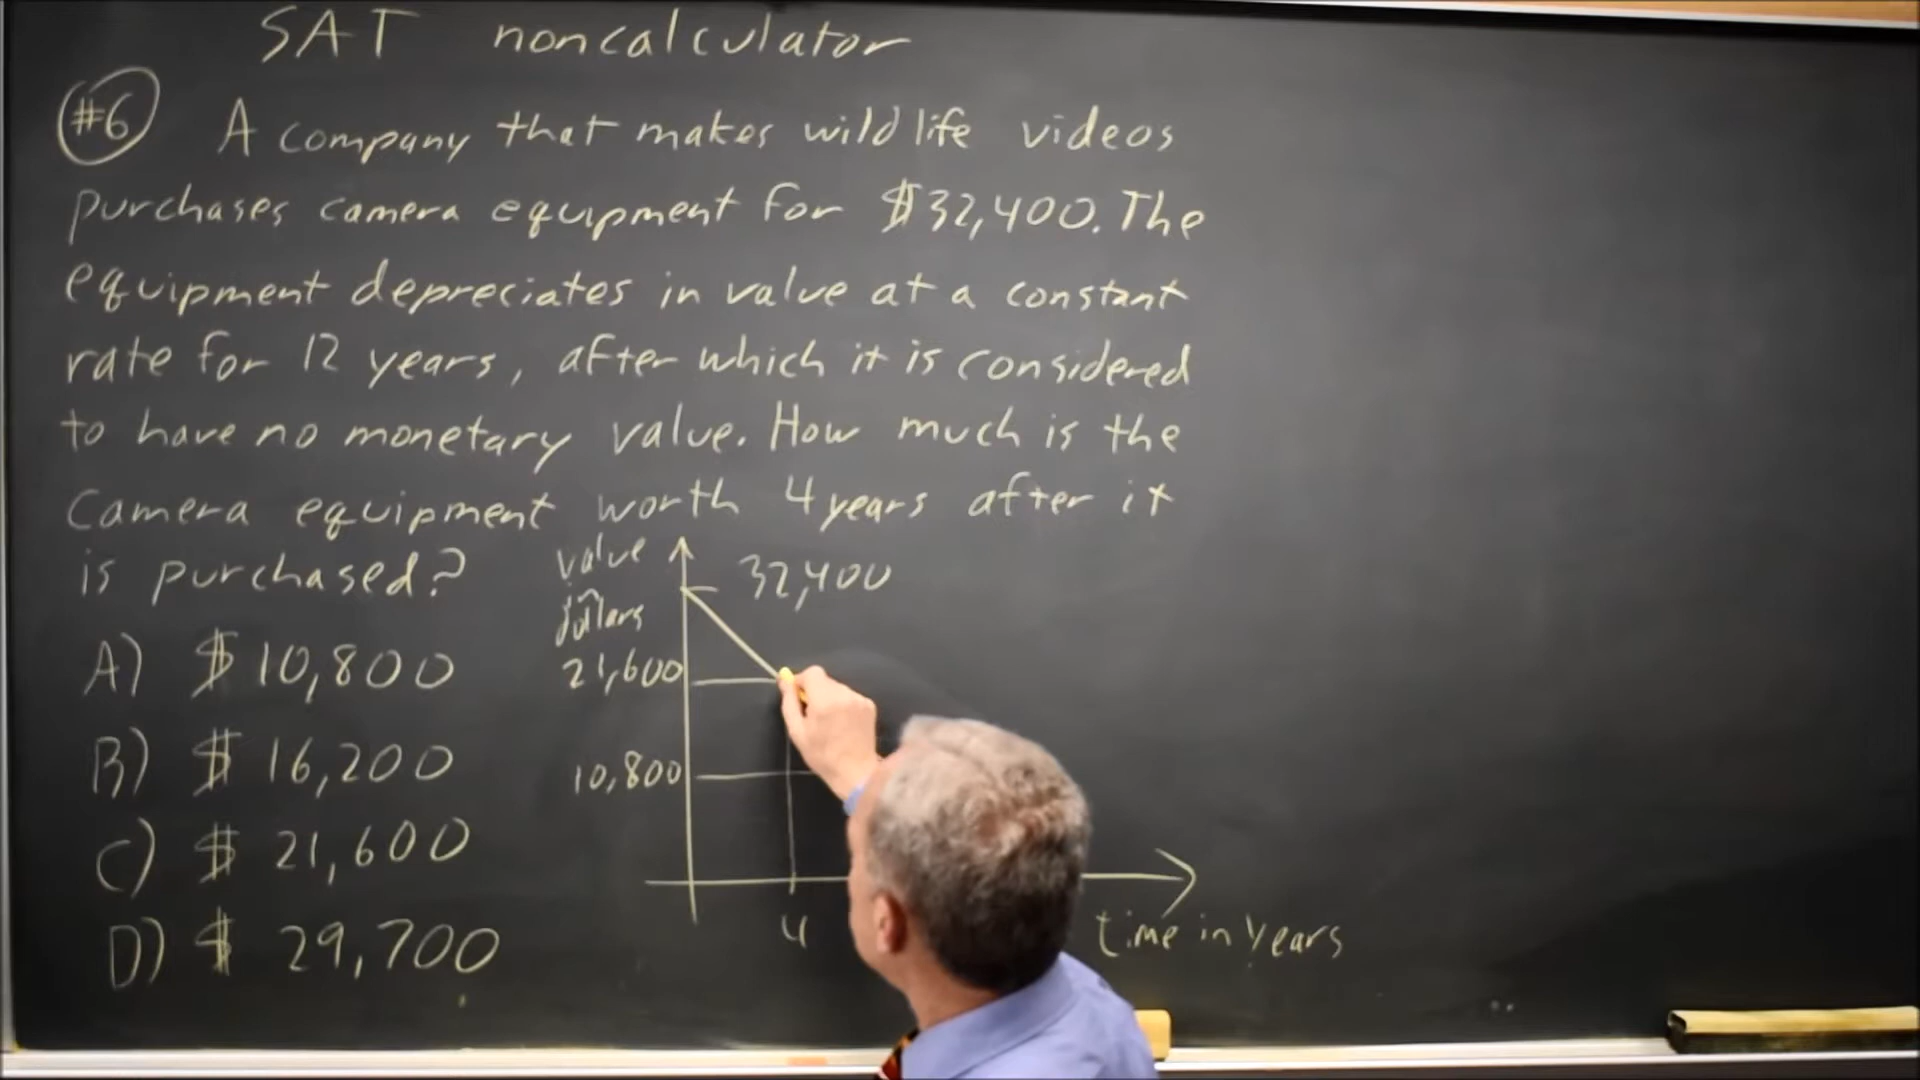 SAT noncalculator
#6 A company that makes wildlife videos
purchases camera equipment for $32,400. The
equipment depreciates in value at a constant
rate for 12 years, after which it is considered
to have no monetary value. How much is the
camera equipment worth 4 years after it
is purchased?
A) $10,800
B) $16,200
C) $21,600
D) $29,700
value
in
dollars
32,400
21,600
10,800
4
time in years